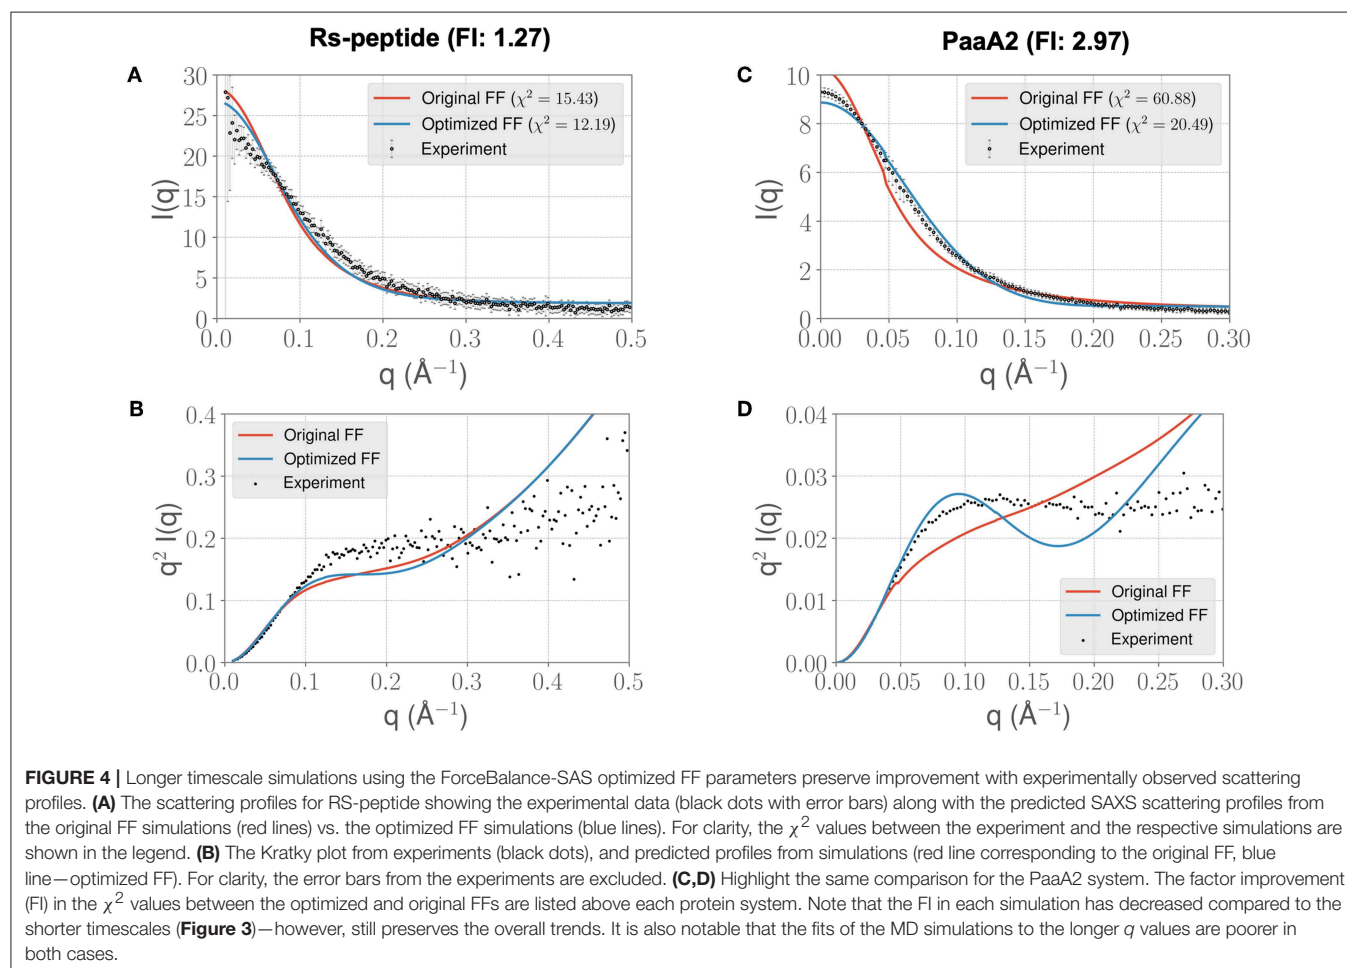 Rs-peptide (FI: 1.27)
PaaA2 (FI: 2.97)
A
30
25
20
15
10
5
0
I(q)
0.0 0.1 0.2 0.3 0.4 0.5
q (Å⁻¹)
Original FF (χ² = 15.43)
Optimized FF (χ² = 12.19)
Experiment
C
10
8
6
4
2
0
I(q)
0.00 0.05 0.10 0.15 0.20 0.25 0.30
q (Å⁻¹)
Original FF (χ² = 60.88)
Optimized FF (χ² = 20.49)
Experiment
B
0.4
0.3
0.2
0.1
0.0
q² I(q)
0.0 0.1 0.2 0.3 0.4 0.5
q (Å⁻¹)
Original FF
Optimized FF
Experiment
D
0.04
0.03
0.02
0.01
0.00
q² I(q)
0.00 0.05 0.10 0.15 0.20 0.25 0.30
q (Å⁻¹)
Original FF
Optimized FF
Experiment
FIGURE 4 | Longer timescale simulations using the ForceBalance-SAS optimized FF parameters preserve improvement with experimentally observed scattering
profiles. (A) The scattering profiles for RS-peptide showing the experimental data (black dots with error bars) along with the predicted SAXS scattering profiles from
the original FF simulations (red lines) vs. the optimized FF simulations (blue lines). For clarity, the χ² values between the experiment and the respective simulations are
shown in the legend. (B) The Kratky plot from experiments (black dots), and predicted profiles from simulations (red line corresponding to the original FF, blue
line—optimized FF). For clarity, the error bars from the experiments are excluded. (C,D) Highlight the same comparison for the PaaA2 system. The factor improvement
(FI) in the χ² values between the optimized and original FFs are listed above each protein system. Note that the FI in each simulation has decreased compared to the
shorter timescales (Figure 3)—however, still preserves the overall trends. It is also notable that the fits of the MD simulations to the longer q values are poorer in
both cases.